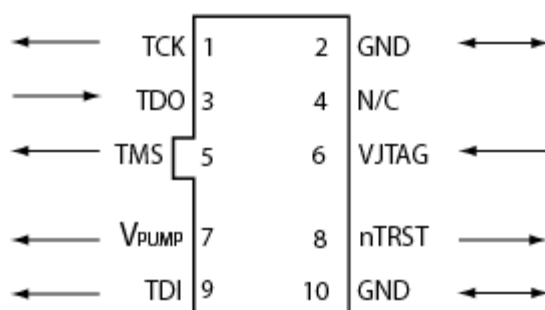 TCK 1 2 GND
TDO 3 4 N/C
TMS 5 6 VJTAG
VPUMP 7 8 nTRST
TDI 9 10 GND